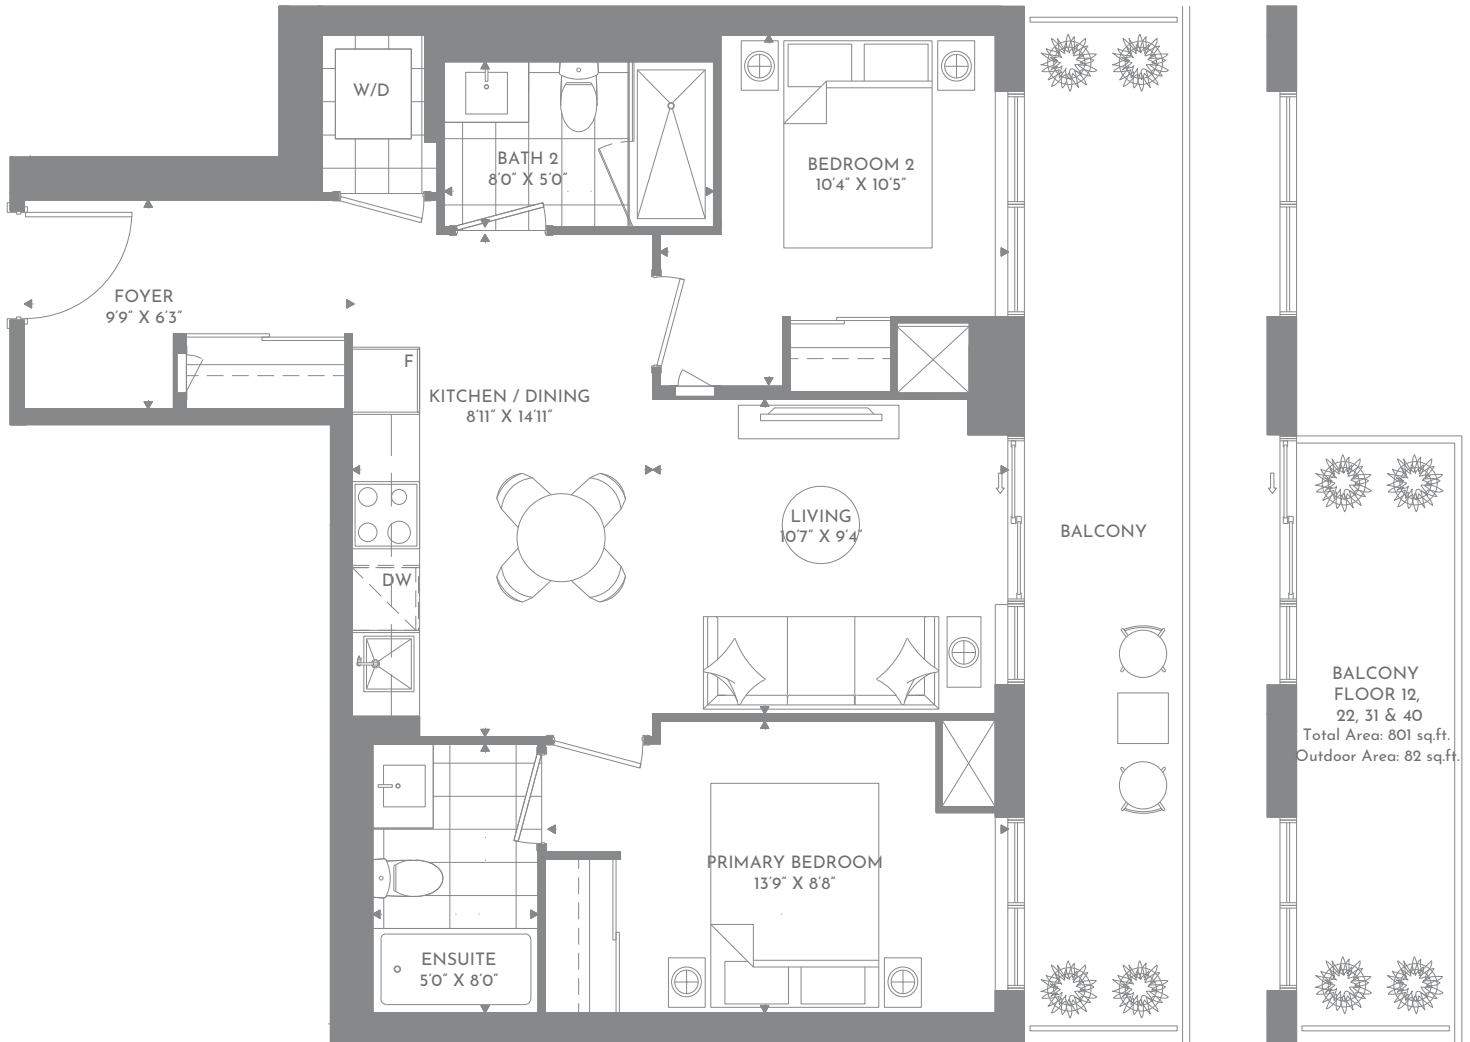 W/D
BATH 2
8'0" X 5'0"
BEDROOM 2
10'4" X 10'5"
FOYER
9'9" X 6'3"
F
KITCHEN / DINING
8'11" X 14'11"
LIVING
10'7" X 9'4"
BALCONY
DW
BALCONY
FLOOR 12,
22, 31 & 40
Total Area: 801 sq.ft.
Outdoor Area: 82 sq.ft.
PRIMARY BEDROOM
13'9" X 8'8"
ENSUITE
5'0" X 8'0"